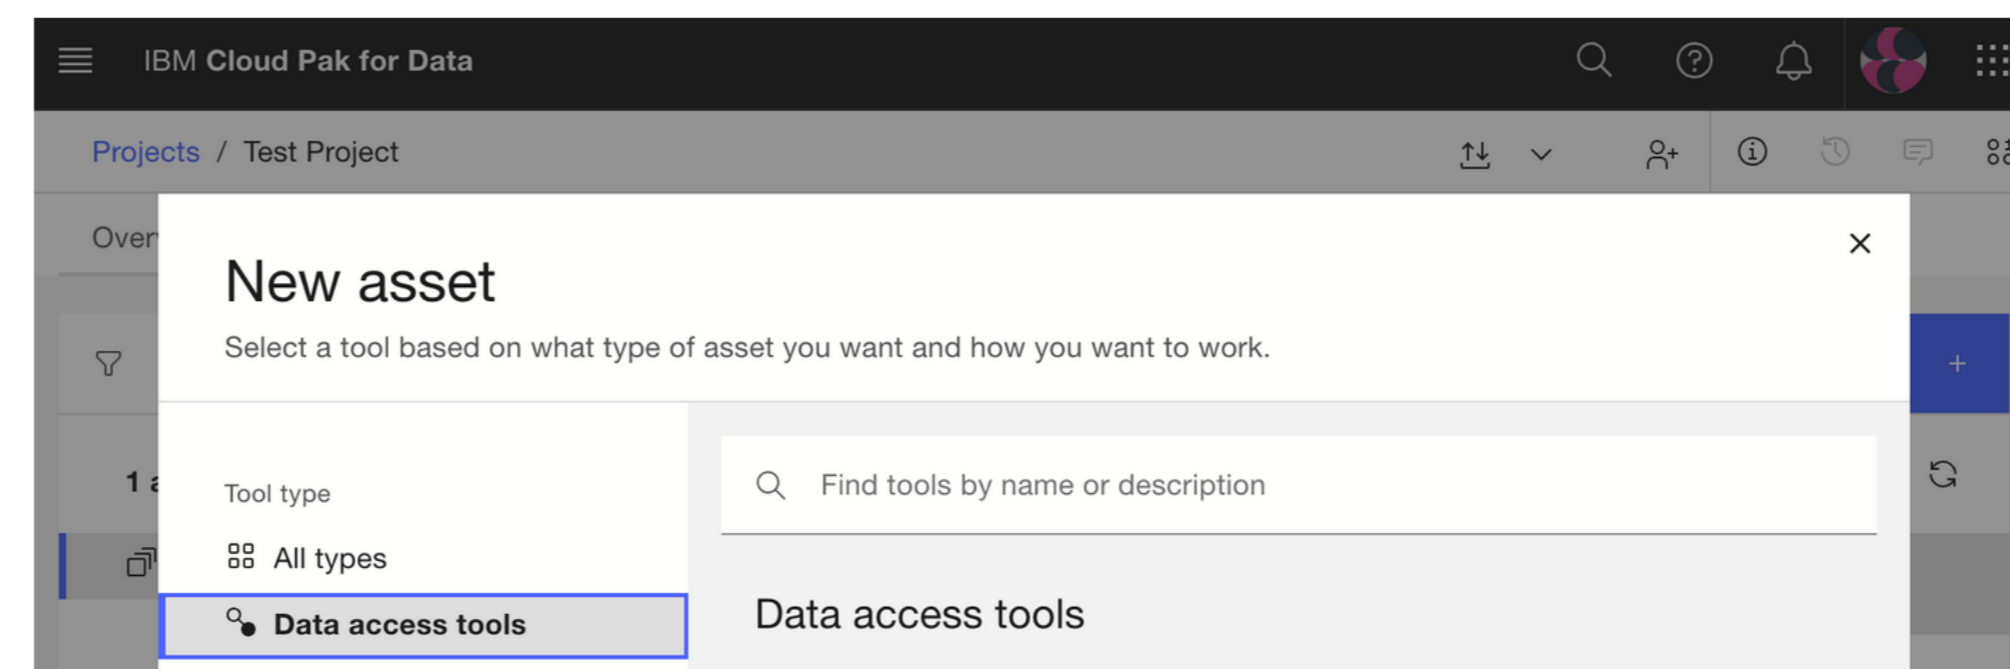 IBM Cloud Pak for Data
Projects / Test Project
New asset
Select a tool based on what type of asset you want and how you want to work.
Tool type
Find tools by name or description
All types
Data access tools
Data access tools